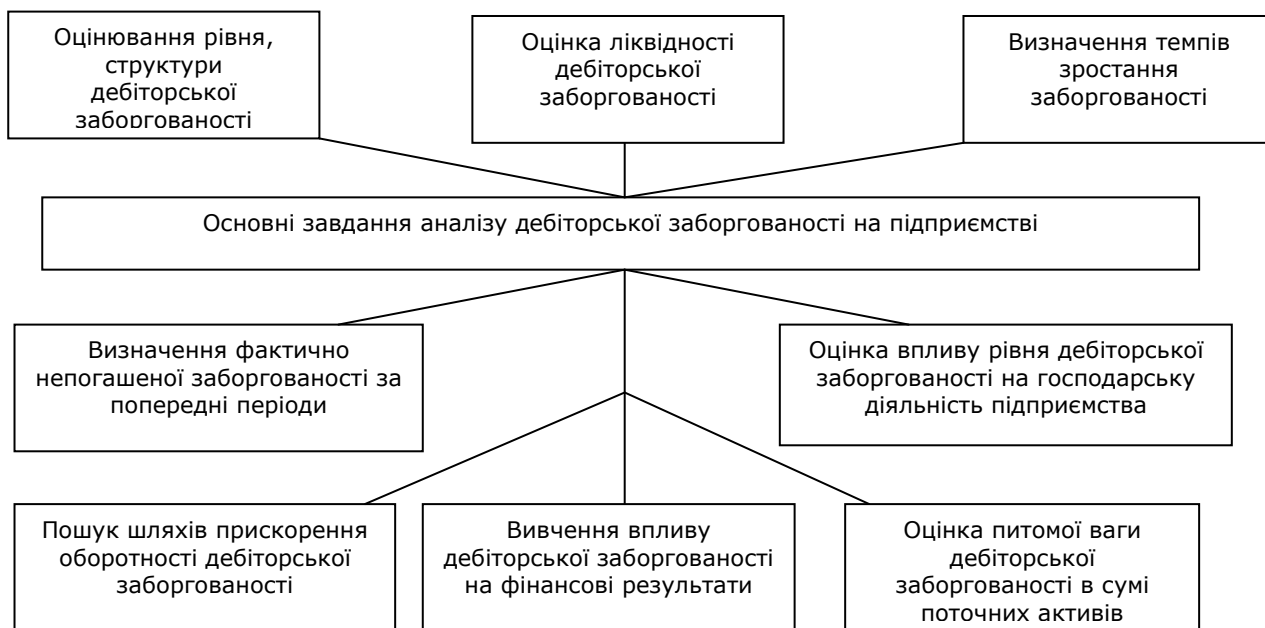 Оцінювання рівня,
структури
дебіторської
заборгованості
Оцінка ліквідності
дебіторської
заборгованості
Визначення темпів
зростання
заборгованості
Основні завдання аналізу дебіторської заборгованості на підприємстві
Визначення фактично
непогашеної заборгованості за
попередні періоди
Оцінка впливу рівня дебіторської
заборгованості на господарську
діяльність підприємства
Пошук шляхів прискорення
оборотності дебіторської
заборгованості
Вивчення впливу
дебіторської заборгованості
на фінансові результати
Оцінка питомої ваги
дебіторської
заборгованості в сумі
поточних активів